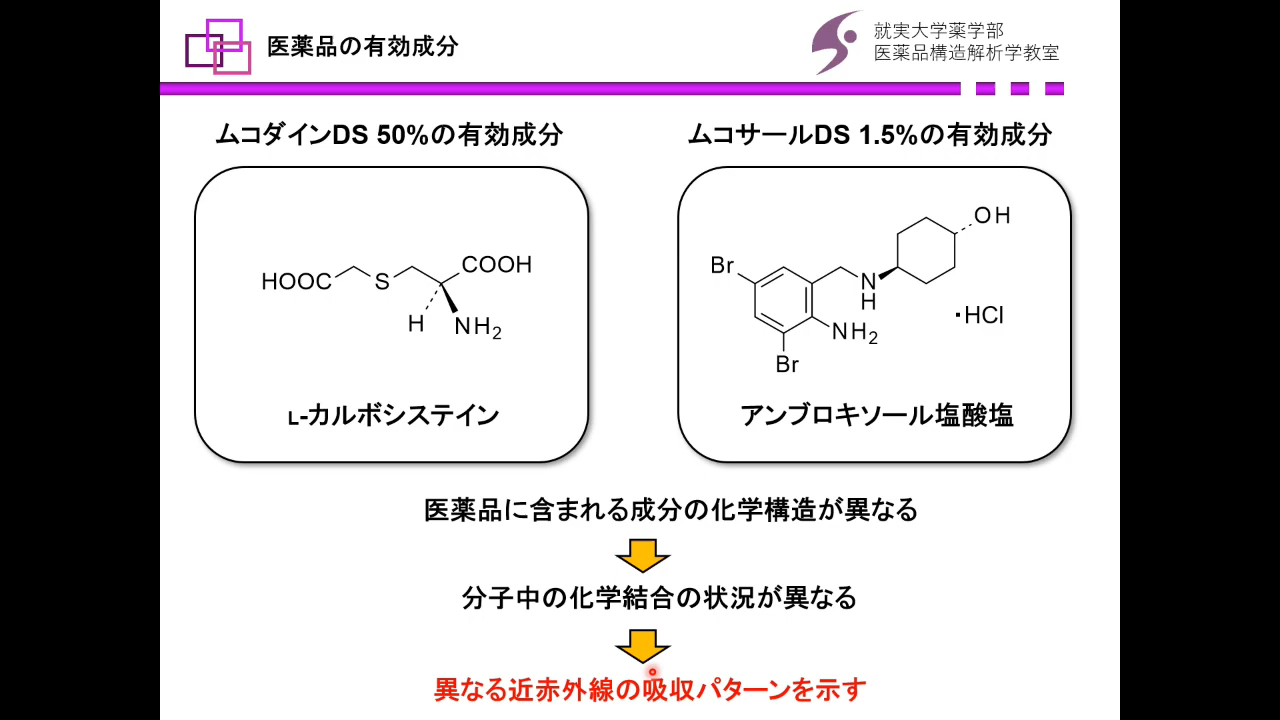 医薬品の有効成分
就実大学薬学部
医薬品構造解析学教室
ムコダインDS 50%の有効成分
ムコサールDS 1.5%の有効成分
HOOC
S
COOH
H
NH2
L-カルボシステイン
Br
OH
N
H
NH2
Br
·HCl
アンブロキソール塩酸塩
医薬品に含まれる成分の化学構造が異なる
分子中の化学結合の状況が異なる
異なる近赤外線の吸収パターンを示す